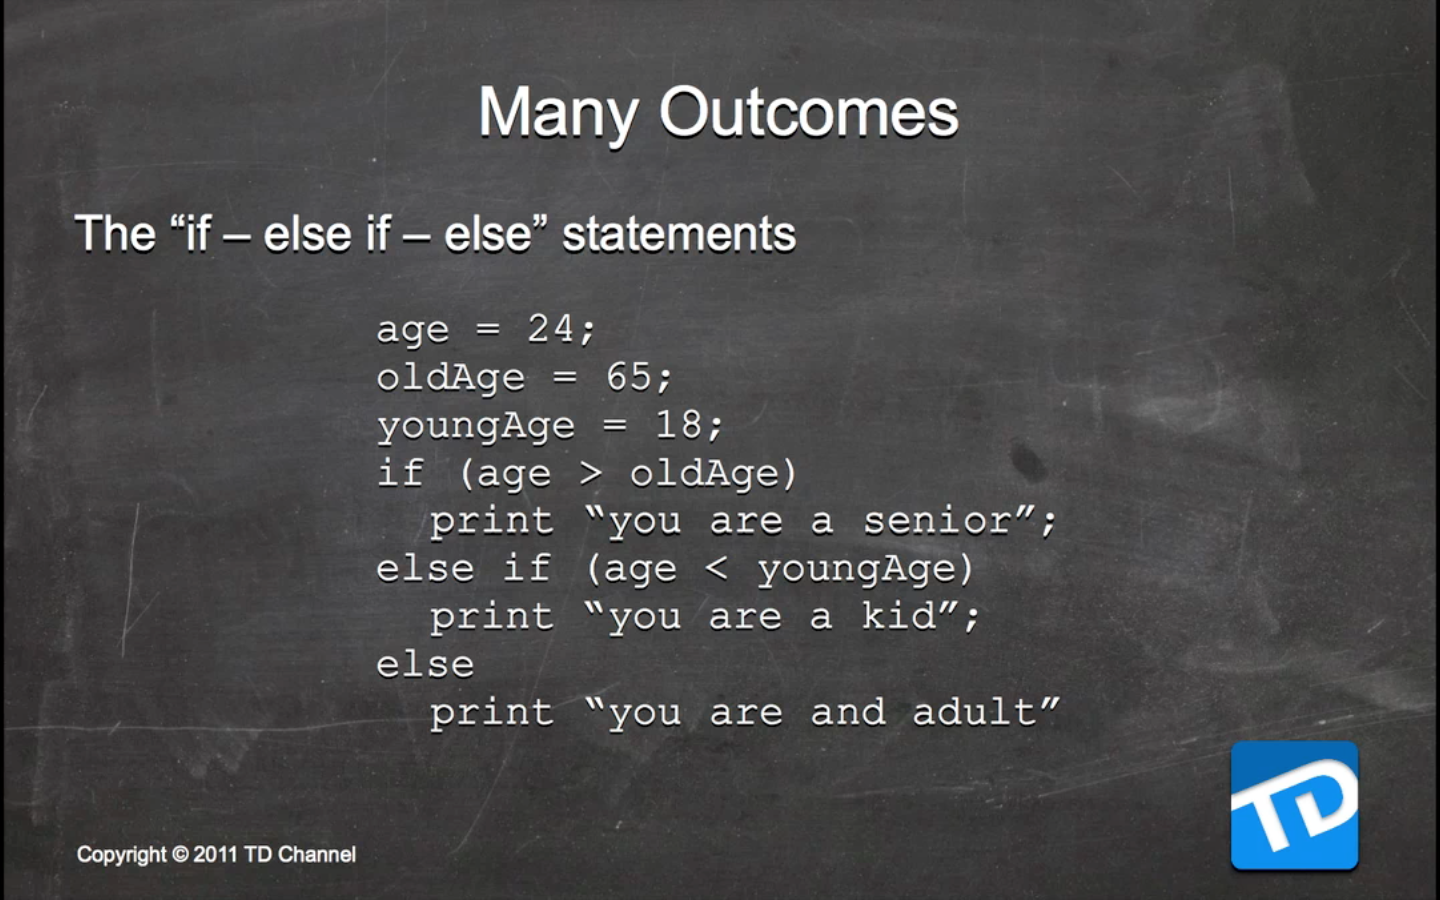 Many Outcomes
The “if – else if – else” statements
age = 24;
oldAge = 65;
youngAge = 18;
if (age > oldAge)
print “you are a senior”;
else if (age < youngAge)
print “you are a kid”;
else
print “you are and adult”
TD
Copyright © 2011 TD Channel